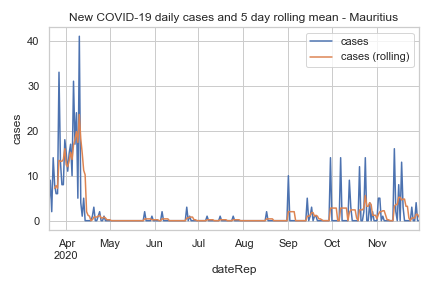 New COVID-19 daily cases and 5 day rolling mean - Mauritius
cases
cases (rolling)
40
30
20
10
0
cases
Apr May Jun Jul Aug Sep Oct Nov
2020
dateRep